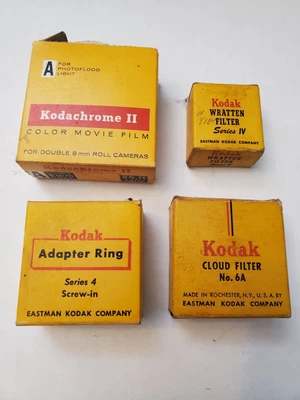 A
FOR
PHOTOFLOOD
LIGHT
Kodachrome II
COLOR MOVIE FILM
FOR DOUBLE 8mm ROLL CAMERAS
Kodachrome II
A
Kodak
WRATTEN
FILTER
Series IV
EASTMAN KODAK COMPANY
Kodak
Adapter Ring
Series 4
Screw-in
EASTMAN KODAK COMPANY
Kodak
CLOUD FILTER
No. 6A
MADE IN ROCHESTER, N.Y., U.S.A. BY
EASTMAN KODAK COMPANY